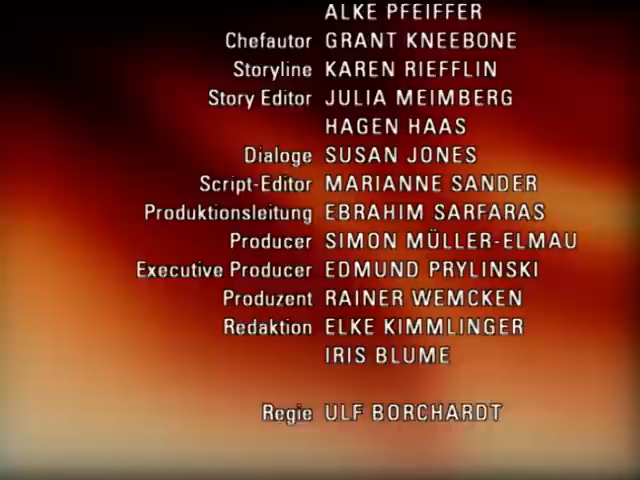 ALKE PFEIFFER
Chefautor GRANT KNEEBONE
Storyline KAREN RIEFFLIN
Story Editor JULIA MEIMBERG
HAGEN HAAS
Dialoge SUSAN JONES
Script-Editor MARIANNE SANDER
Produktionsleitung EBRAHIM SARFARAS
Producer SIMON MÜLLER-ELMAU
Executive Producer EDMUND PRYLINSKI
Produzent RAINER WEMCKEN
Redaktion ELKE KIMMLINGER
IRIS BLUME
Regie ULF BORCHARDT